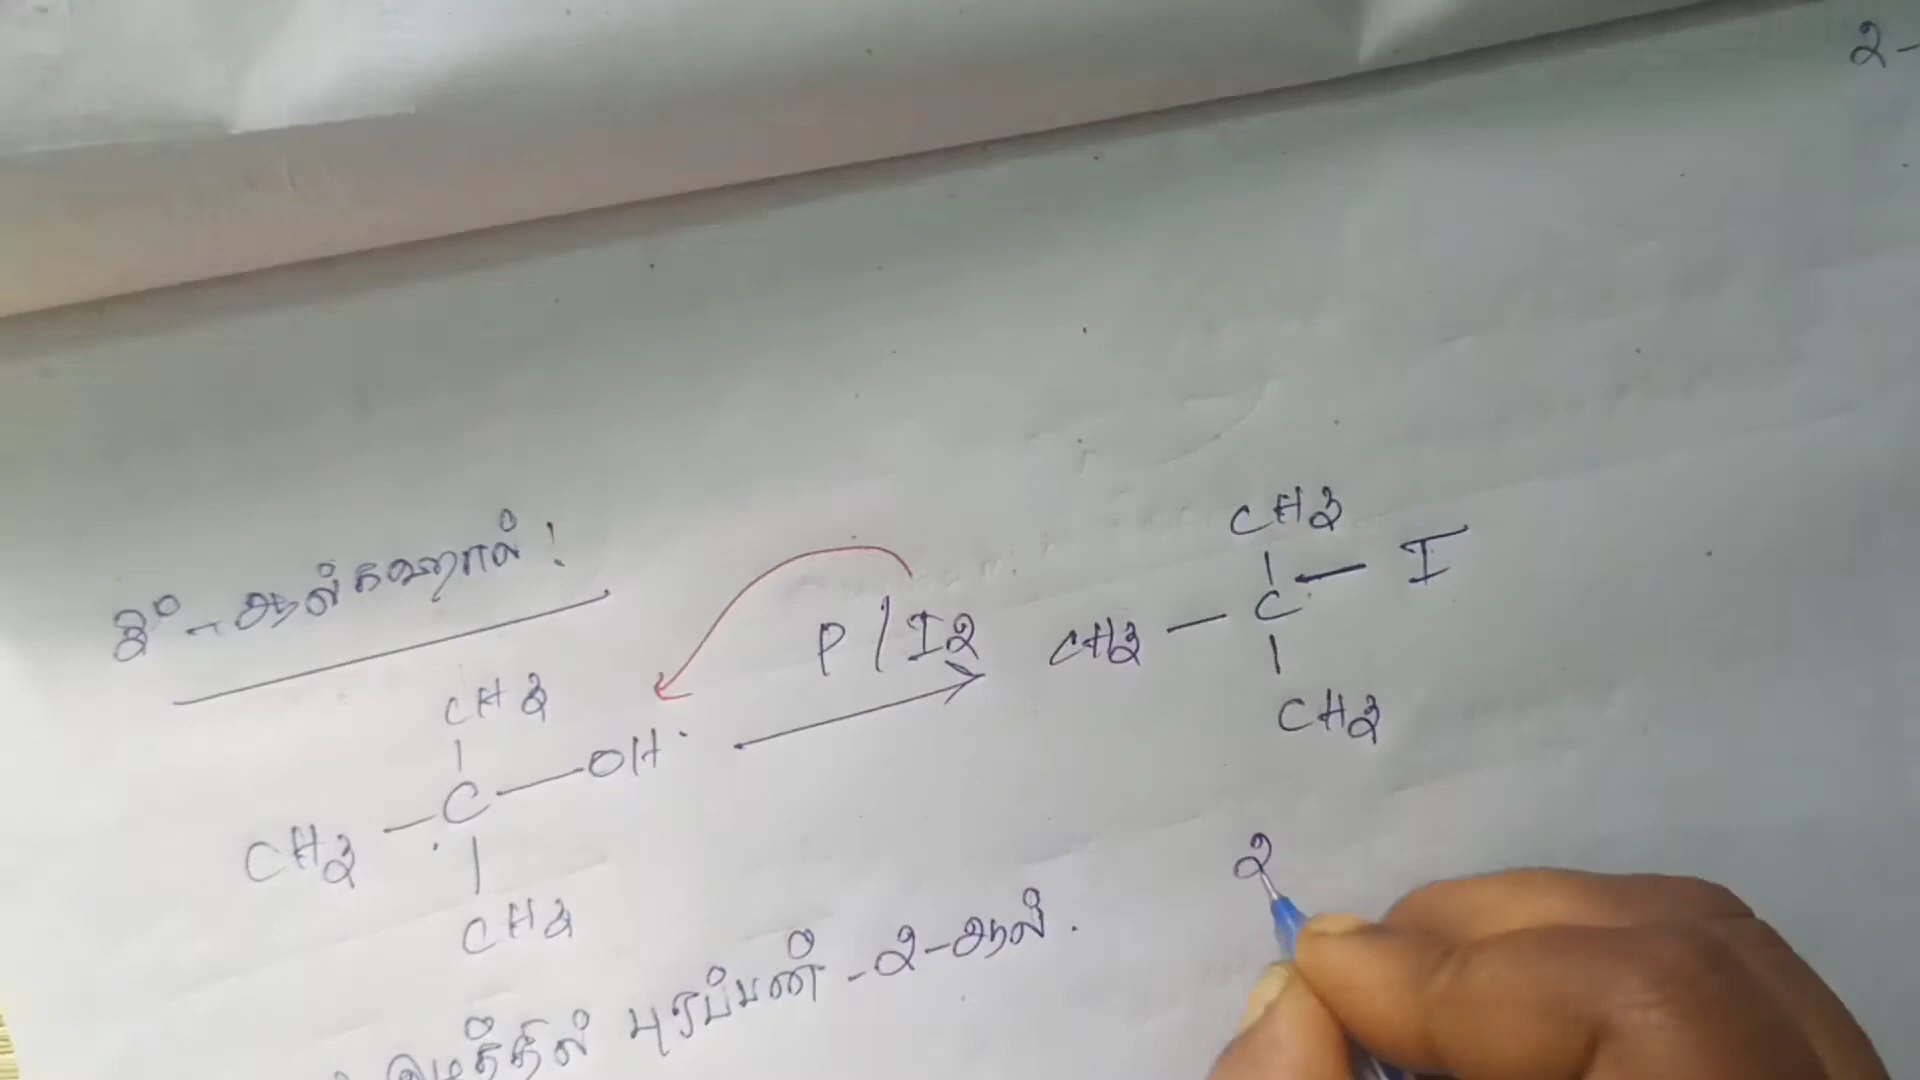 2-
3° - ஆல்கஹால் !
CH3
CH3 - C - OH
CH3
P / I2
CH3
CH3 - C - I
CH3
மெத்தில் புரப்பன் - 2 - ஆல்.
2